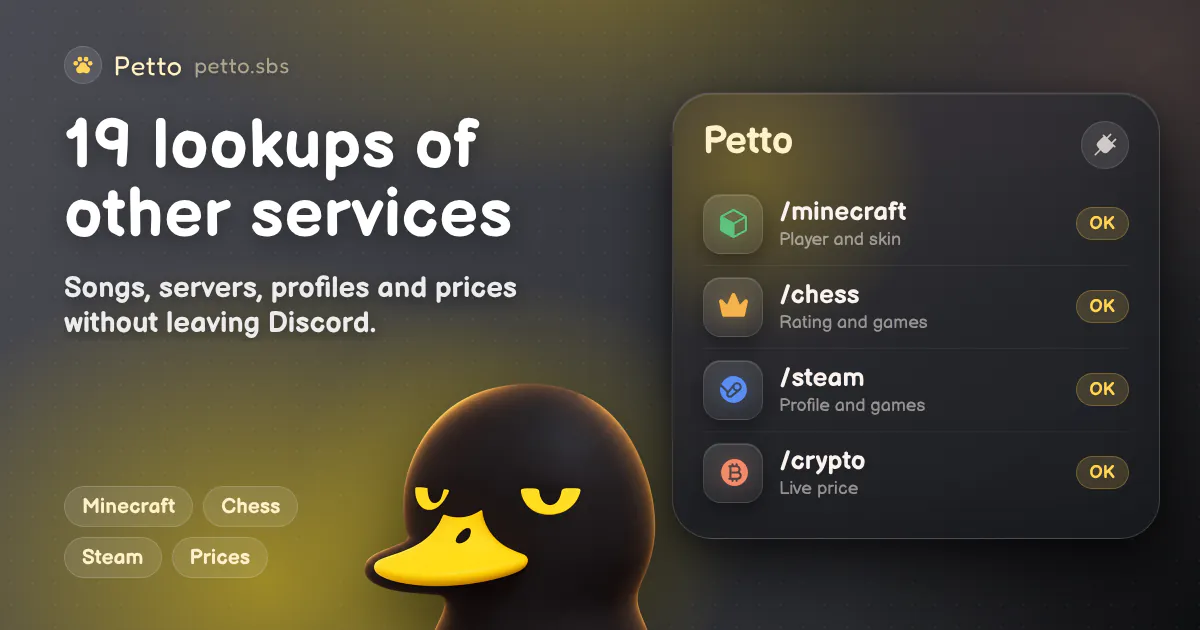 Petto petto.sbs
19 lookups of
other services
Songs, servers, profiles and prices
without leaving Discord.
Minecraft Chess
Steam Prices
Petto
/minecraft
Player and skin
OK
/chess
Rating and games
OK
/steam
Profile and games
OK
/crypto
Live price
OK